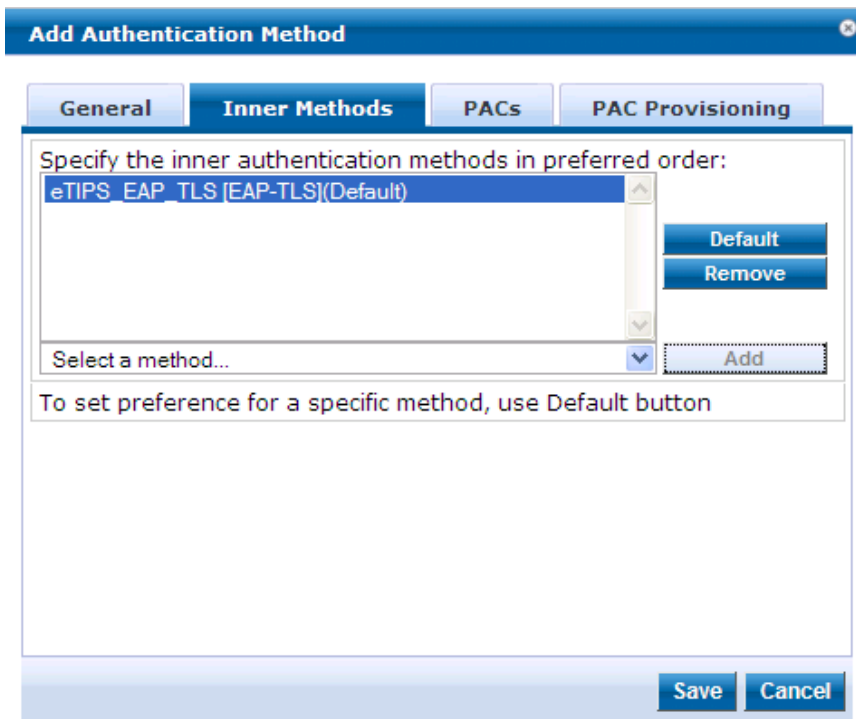 Add Authentication Method
General Inner Methods PACs PAC Provisioning
Specify the inner authentication methods in preferred order:
eTIPS_EAP_TLS [EAP-TLS](Default)
Default
Remove
Select a method... Add
To set preference for a specific method, use Default button
Save Cancel